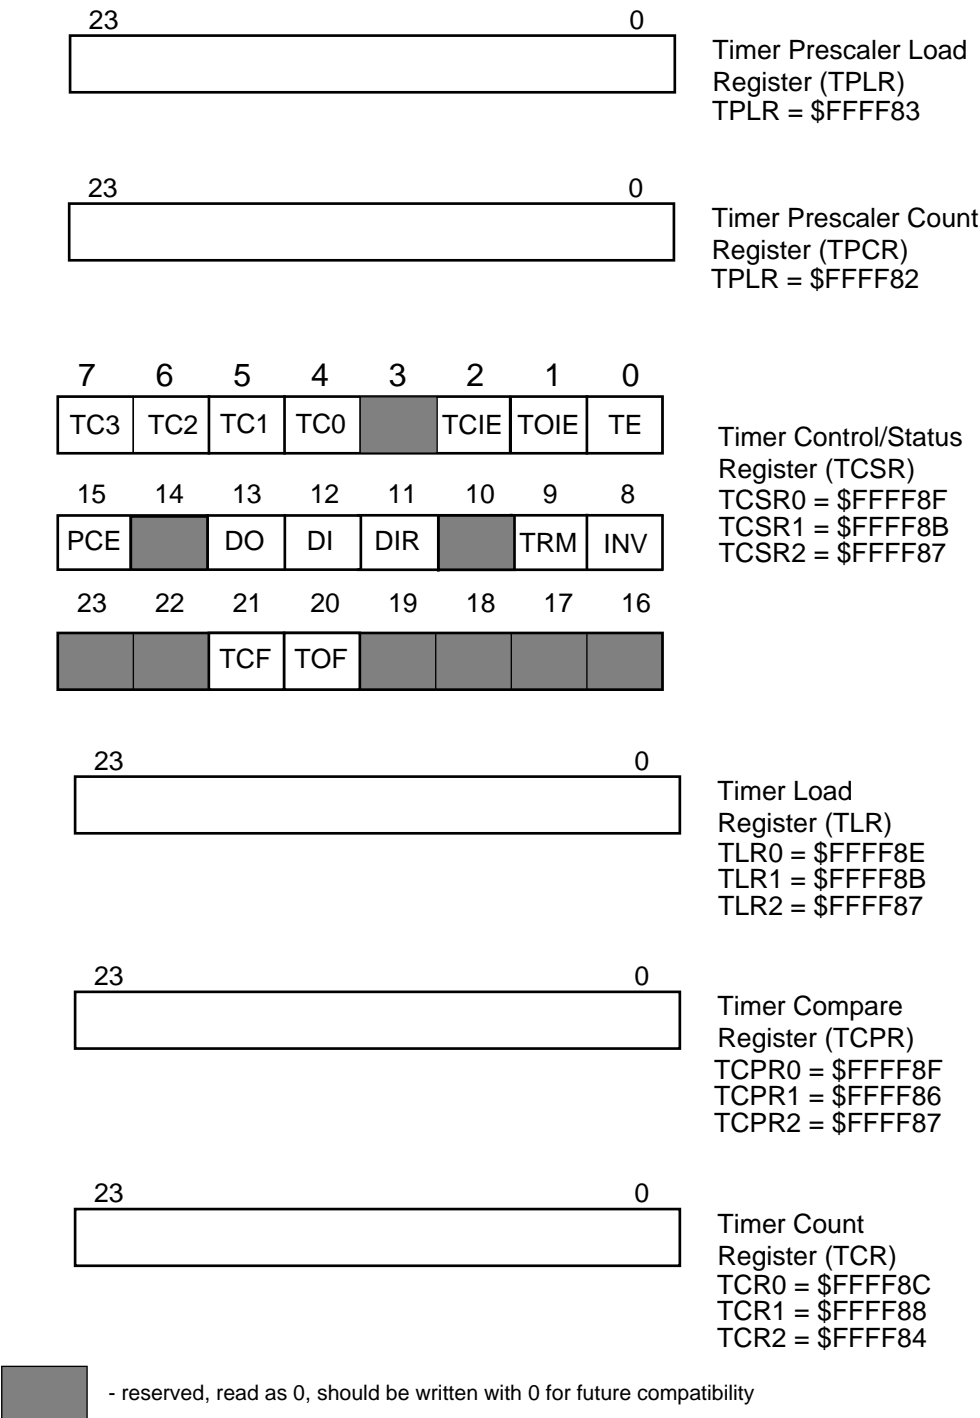 23 0
Timer Prescaler Load
Register (TPLR)
TPLR = $FFFF83
23 0
Timer Prescaler Count
Register (TPCR)
TPLR = $FFFF82
7 6 5 4 3 2 1 0
TC3 TC2 TC1 TC0 TCIE TOIE TE
15 14 13 12 11 10 9 8
PCE DO DI DIR TRM INV
23 22 21 20 19 18 17 16
TCF TOF
Timer Control/Status
Register (TCSR)
TCSR0 = $FFFF8F
TCSR1 = $FFFF8B
TCSR2 = $FFFF87
23 0
Timer Load
Register (TLR)
TLR0 = $FFFF8E
TLR1 = $FFFF8B
TLR2 = $FFFF87
23 0
Timer Compare
Register (TCPR)
TCPR0 = $FFFF8F
TCPR1 = $FFFF86
TCPR2 = $FFFF87
23 0
Timer Count
Register (TCR)
TCR0 = $FFFF8C
TCR1 = $FFFF88
TCR2 = $FFFF84
- reserved, read as 0, should be written with 0 for future compatibility